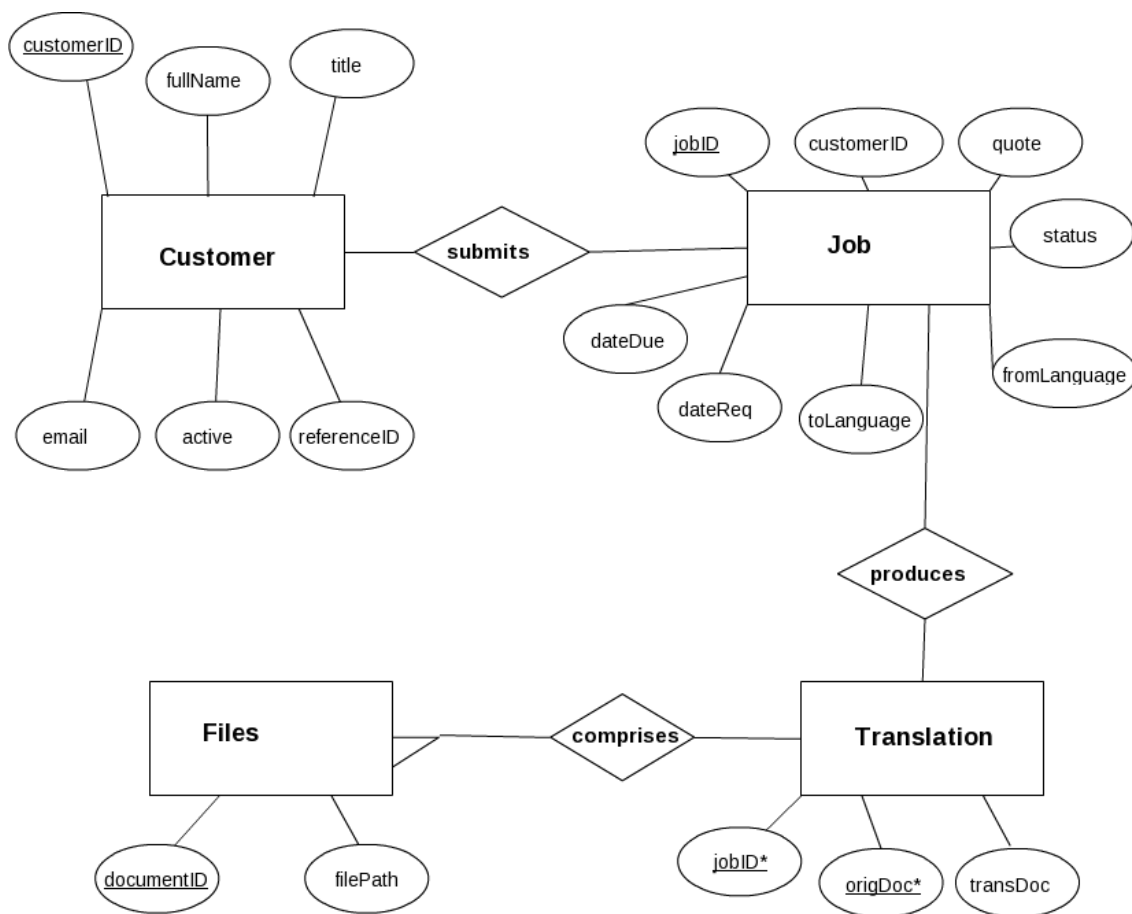 customerID
fullName
title
jobID
customerID
quote
status
Customer
submits
Job
dateDue
fromLanguage
dateReq
toLanguage
email
active
referenceID
produces
Files
comprises
Translation
documentID
filePath
jobID*
origDoc*
transDoc